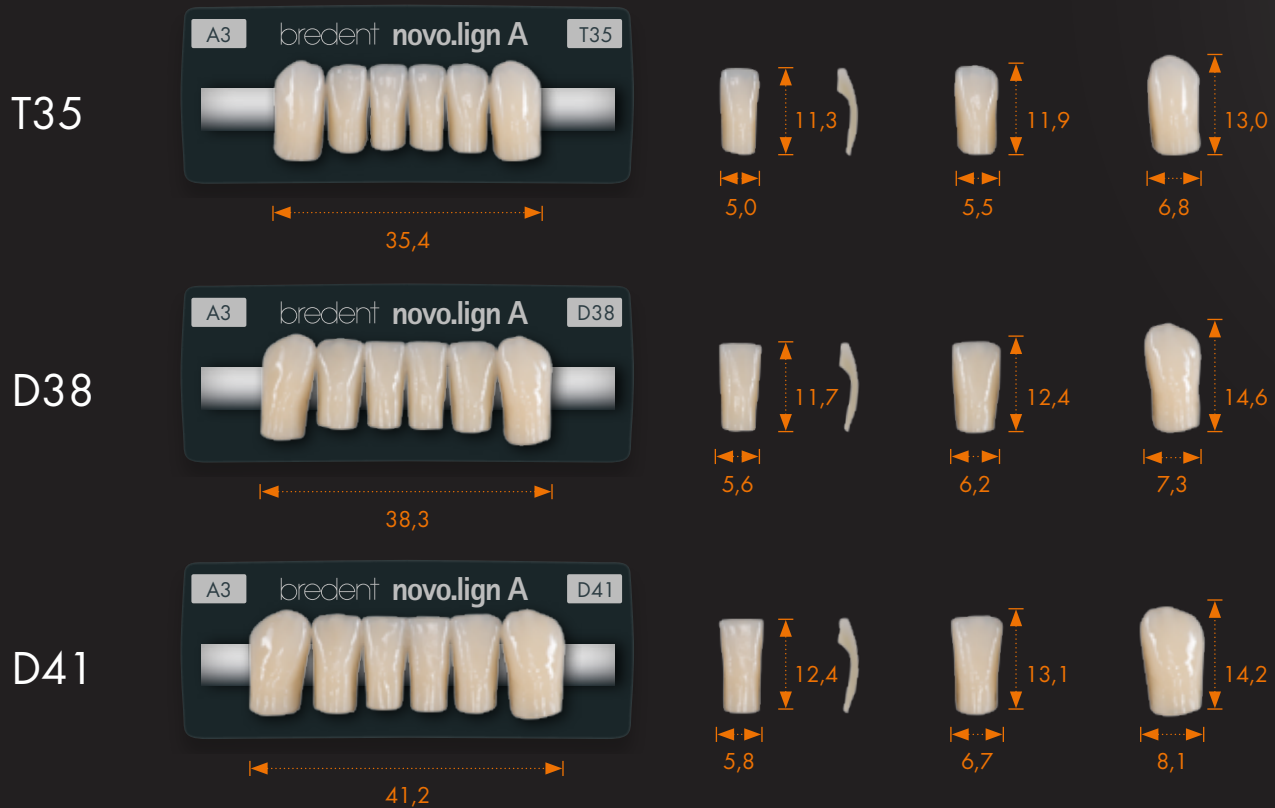 T35
A3 bredent novo.lign A T35
11,3 11,9 13,0
5,0 5,5 6,8
35,4
D38
A3 bredent novo.lign A D38
11,7 12,4 14,6
5,6 6,2 7,3
38,3
D41
A3 bredent novo.lign A D41
12,4 13,1 14,2
5,8 6,7 8,1
41,2